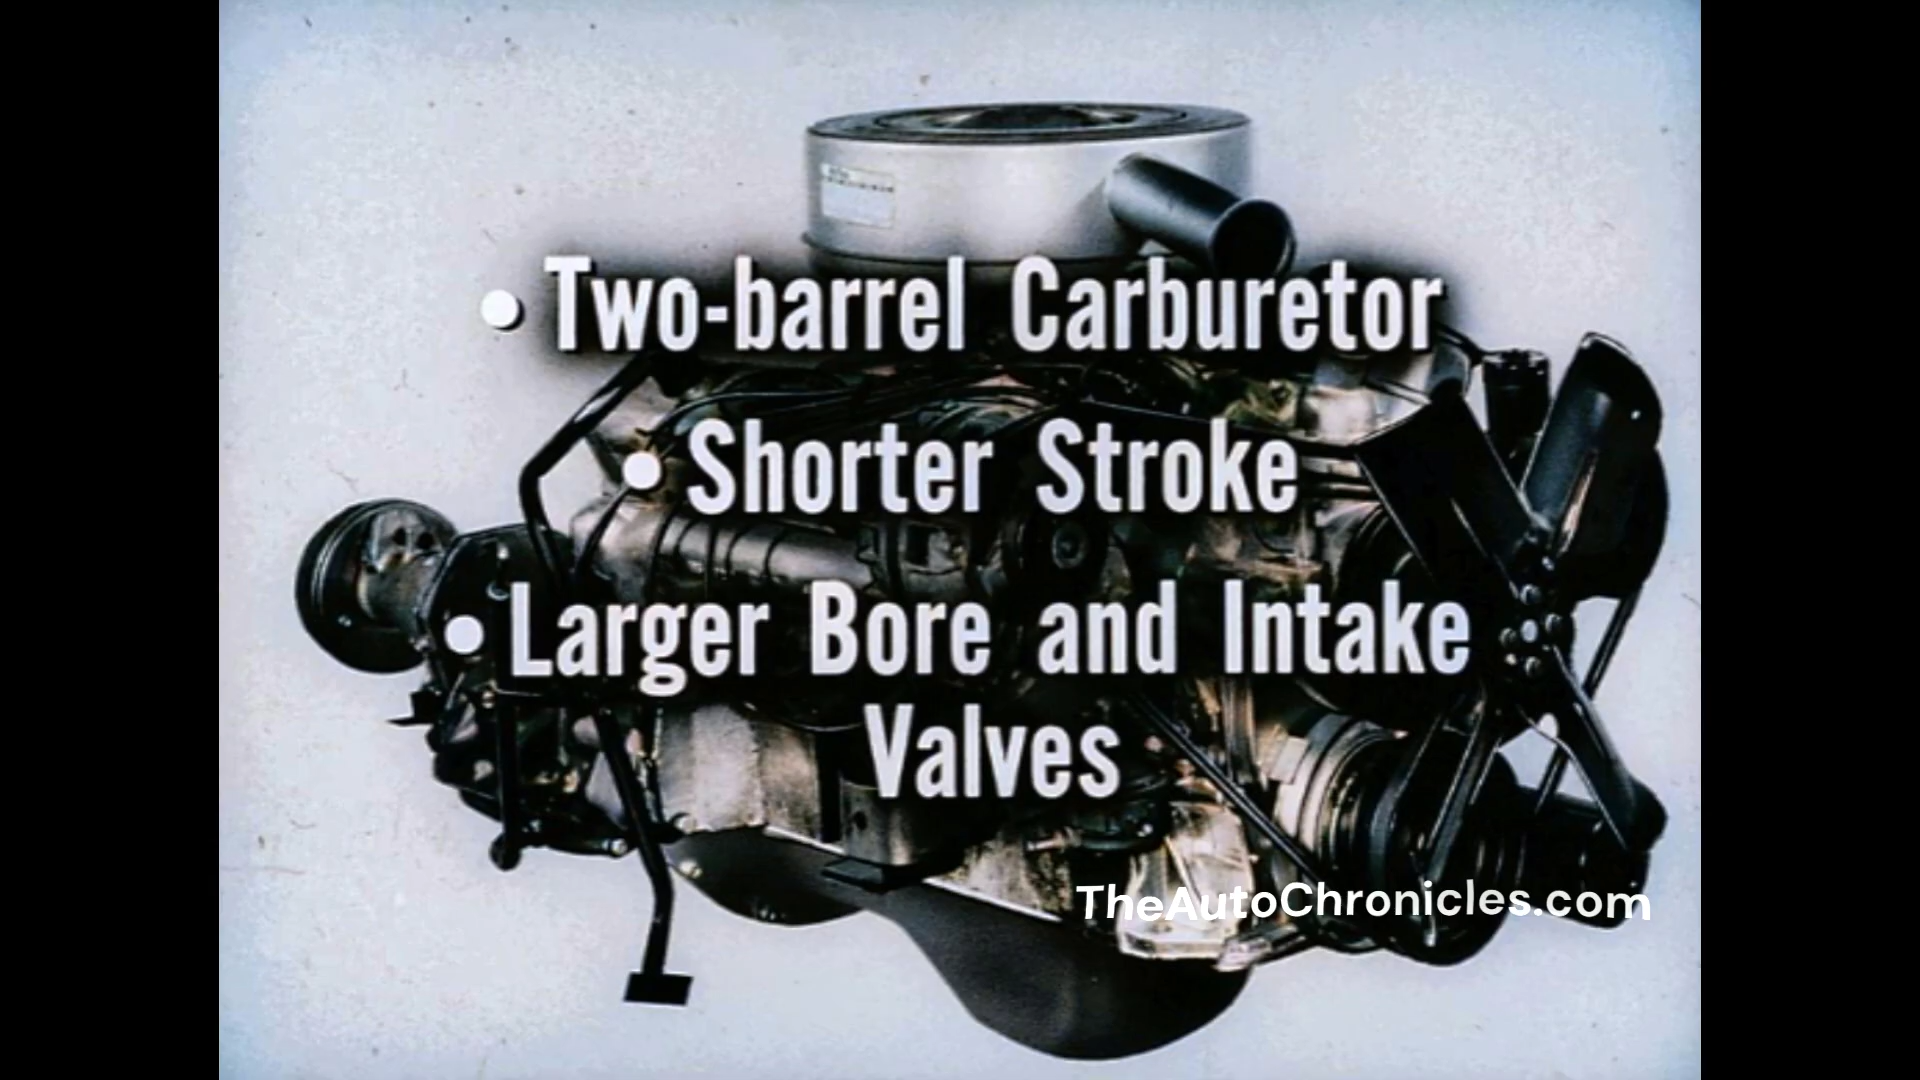 • Two-barrel Carburetor
• Shorter Stroke
• Larger Bore and Intake
Valves
TheAutoChronicles.com